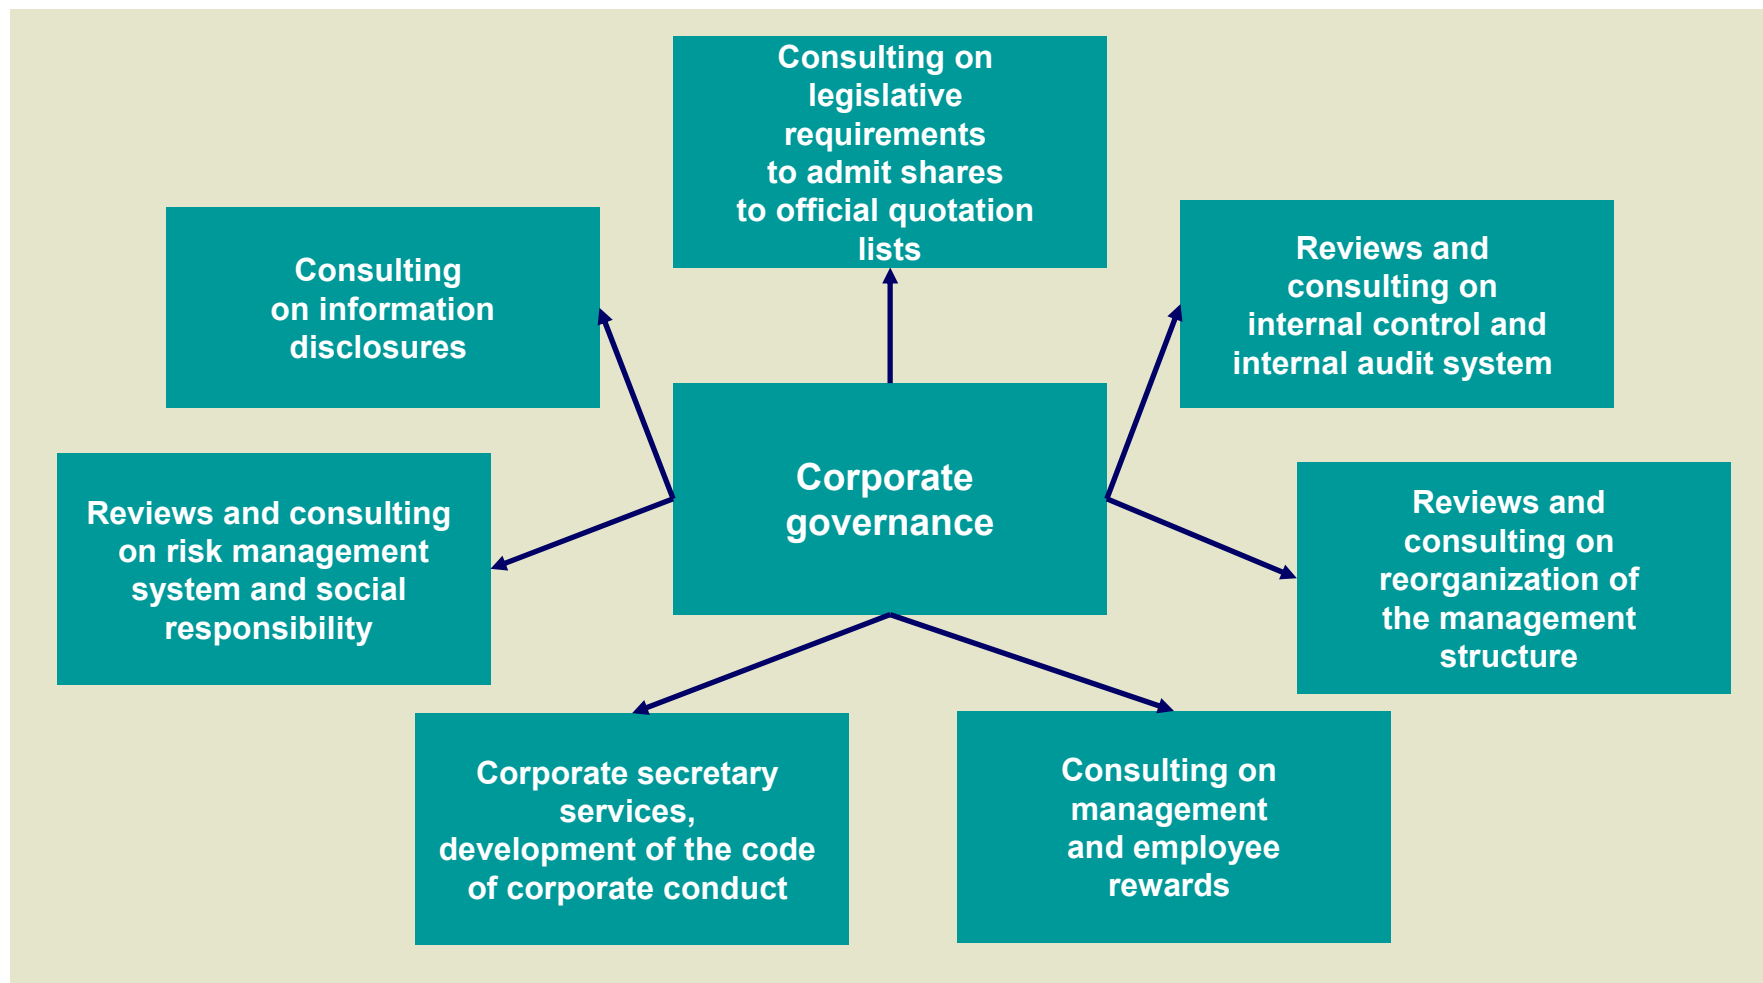 Consulting on
legislative
requirements
to admit shares
to official quotation
lists
Consulting
on information
disclosures
Reviews and
consulting on
internal control and
internal audit system
Corporate
governance
Reviews and consulting
on risk management
system and social
responsibility
Reviews and
consulting on
reorganization of
the management
structure
Corporate secretary
services,
development of the code
of corporate conduct
Consulting on
management
and employee
rewards